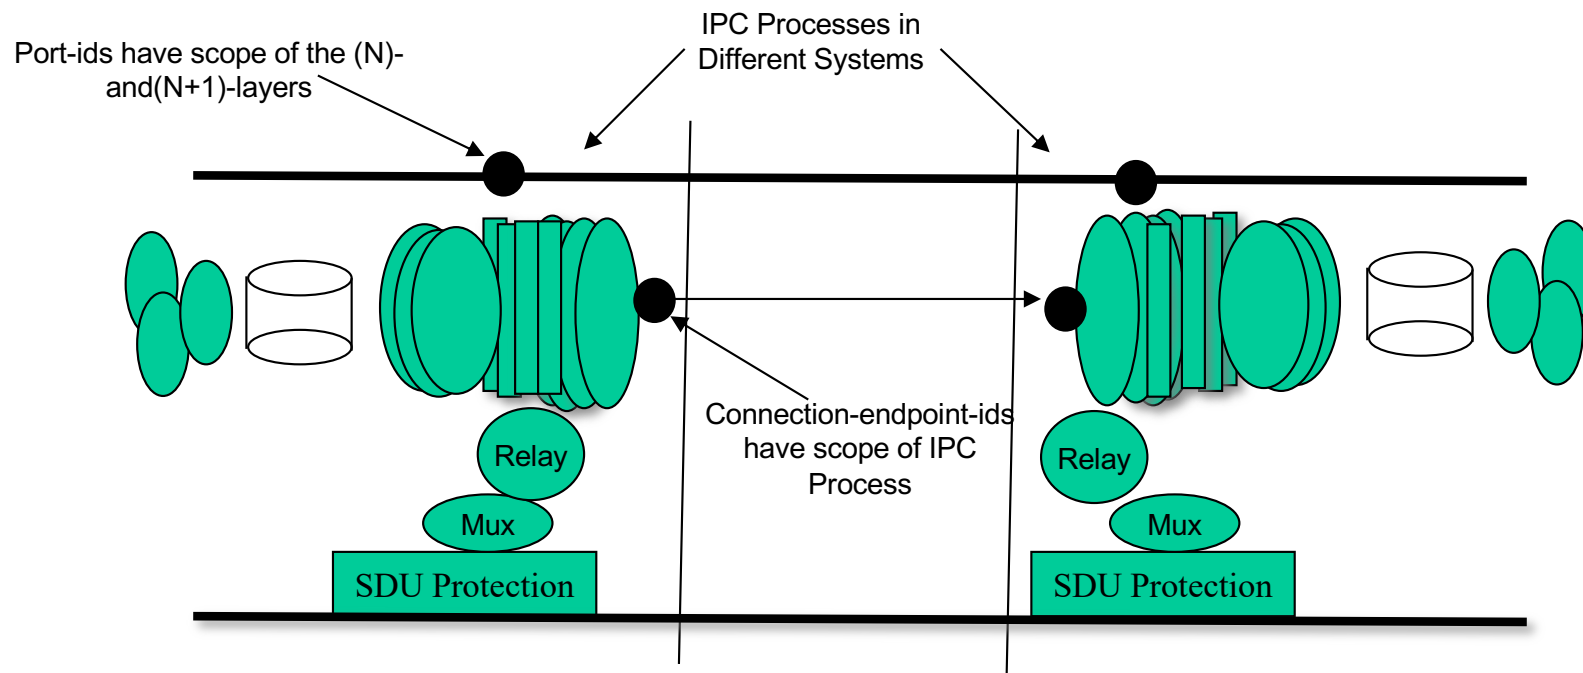 IPC Processes in
Different Systems
Port-ids have scope of the (N)-
and(N+1)-layers
Connection-endpoint-ids
have scope of IPC
Process
Relay
Relay
Mux
Mux
SDU Protection
SDU Protection